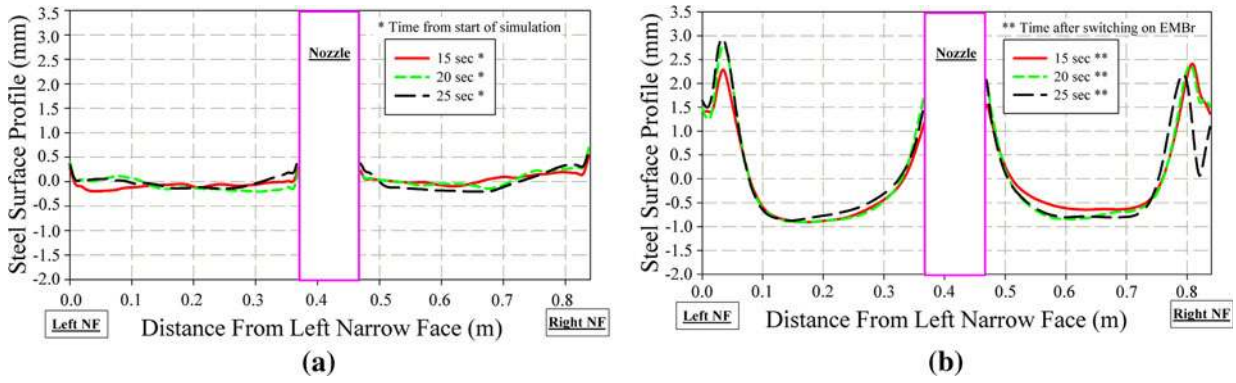 3.5
3.0
2.5
2.0
1.5
1.0
0.5
0.0
-0.5
-1.0
-1.5
-2.0
Steel Surface Profile (mm)
* Time from start of simulation
Nozzle
15 sec *
20 sec *
25 sec *
0.0 0.1 0.2 0.3 0.4 0.5 0.6 0.7 0.8
Left NF
Distance From Left Narrow Face (m)
Right NF
(a)
3.5
3.0
2.5
2.0
1.5
1.0
0.5
0.0
-0.5
-1.0
-1.5
-2.0
Steel Surface Profile (mm)
** Time after switching on EMBr
Nozzle
15 sec **
20 sec **
25 sec **
0.0 0.1 0.2 0.3 0.4 0.5 0.6 0.7 0.8
Left NF
Distance From Left Narrow Face (m)
Right NF
(b)